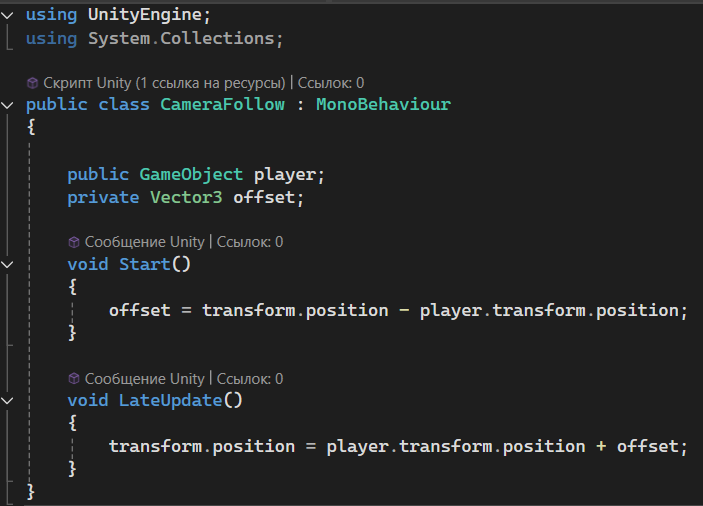 using UnityEngine;
using System.Collections;
Скрипт Unity (1 ссылка на ресурсы) | Ссылок: 0
public class CameraFollow : MonoBehaviour
{
public GameObject player;
private Vector3 offset;
Сообщение Unity | Ссылок: 0
void Start()
{
offset = transform.position - player.transform.position;
}
Сообщение Unity | Ссылок: 0
void LateUpdate()
{
transform.position = player.transform.position + offset;
}
}